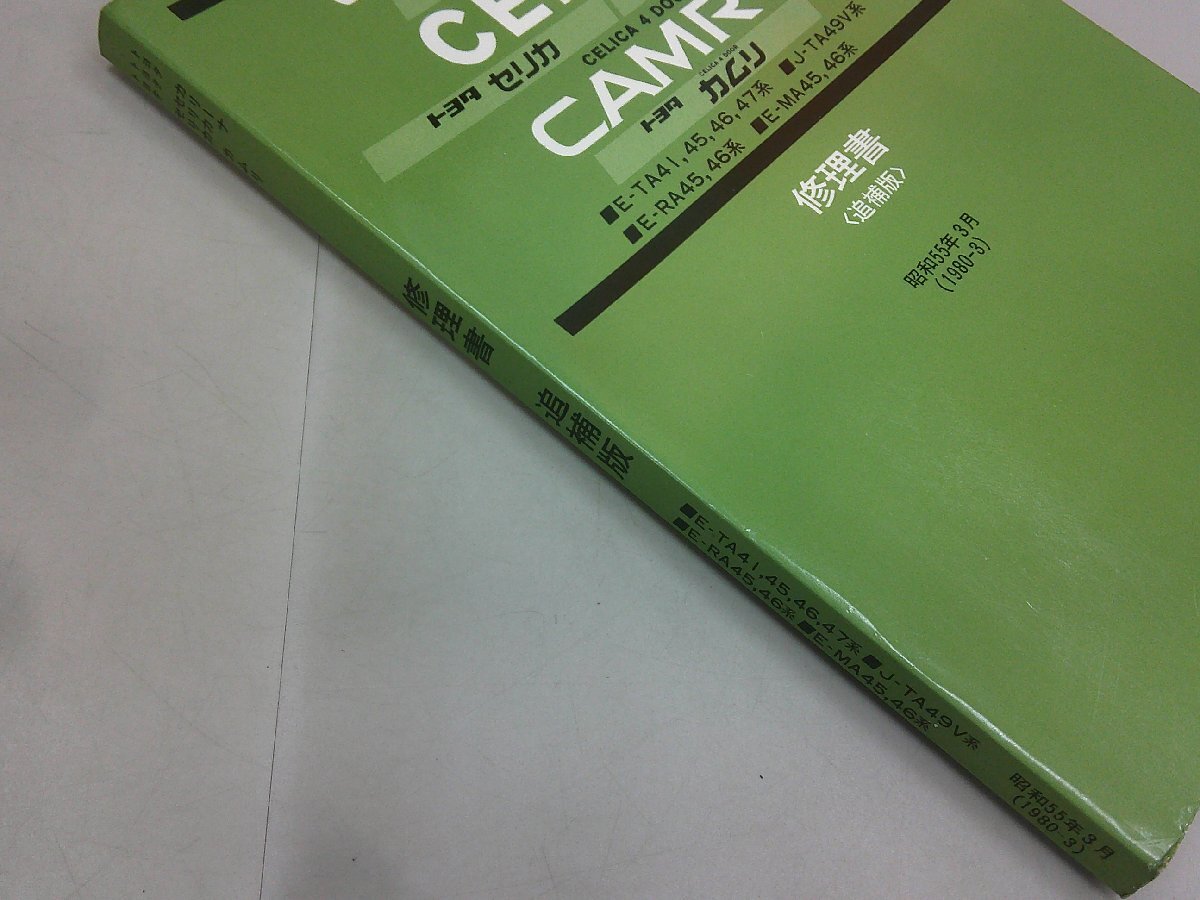 トヨタ セリカ
CELICA 4 DOOR
トヨタ カムリ
■E-TA41,45,46,47系 ■J-TA49V系
■E-RA45,46系 ■E-MA45,46系
修理書
〈追補版〉
昭和55年3月
(1980-3)
修理書 追補版
■E-TA41,45,46,47系 ■J-TA49V系
■E-RA45,46系 ■E-MA45,46系
昭和55年3月
(1980-3)